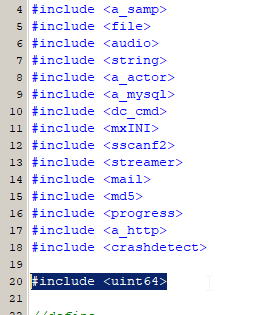 4 #include <a_samp>
5 #include <file>
6 #include <audio>
7 #include <string>
8 #include <a_actor>
9 #include <a_mysql>
10 #include <dc_cmd>
11 #include <mxINI>
12 #include <sscanf2>
13 #include <streamer>
14 #include <mail>
15 #include <md5>
16 #include <progress>
17 #include <a_http>
18 #include <crashdetect>
19
20 #include <uint64>
21
22 //define